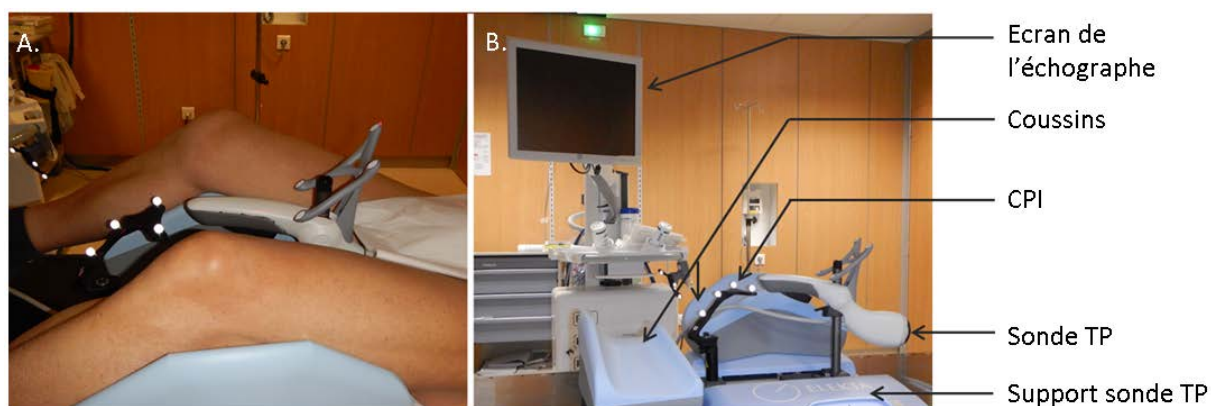 A.
B.
Ecran de
l'échographe
Coussins
CPI
Sonde TP
Support sonde TP
ELEKTA